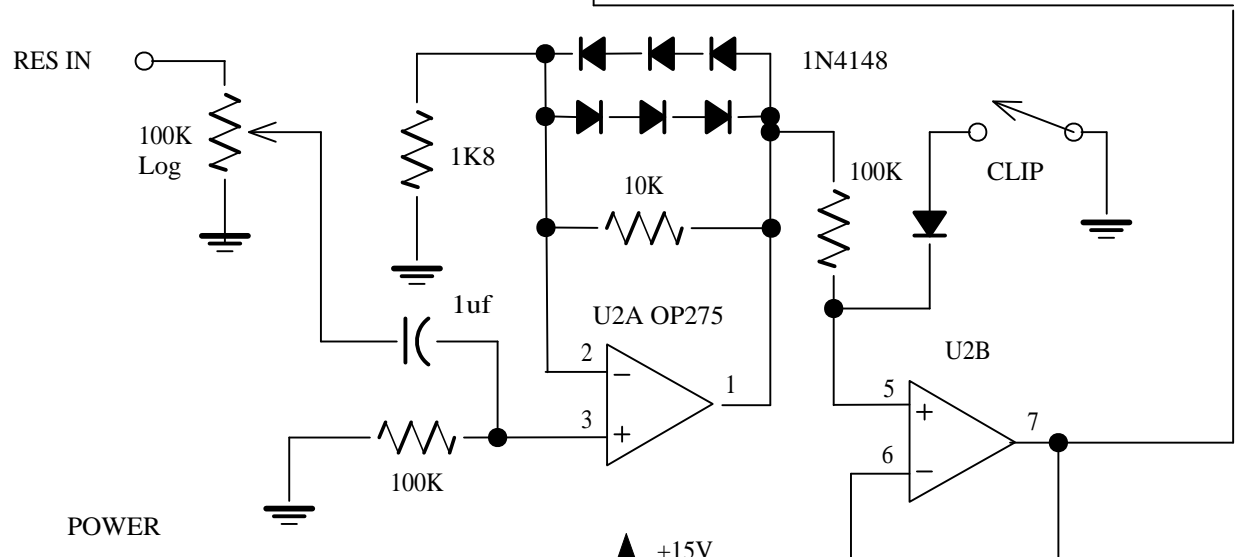 RES IN
1N4148
100K
Log
1K8
100K
CLIP
10K
1uf
U2A OP275
U2B
2
1
5
3
7
6
100K
POWER
+15V